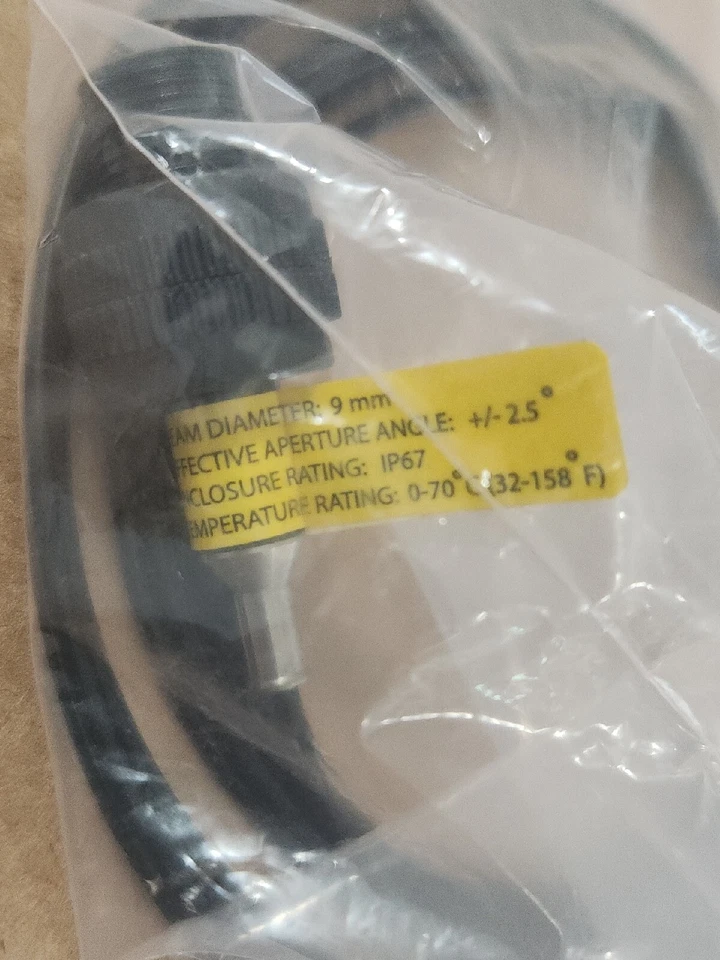 EAM DIAMETER: 9 mm
FFECTIVE APERTURE ANGLE: +/- 2.5°
NCLOSURE RATING: IP67
EMPERATURE RATING: 0-70°C (32-158°F)